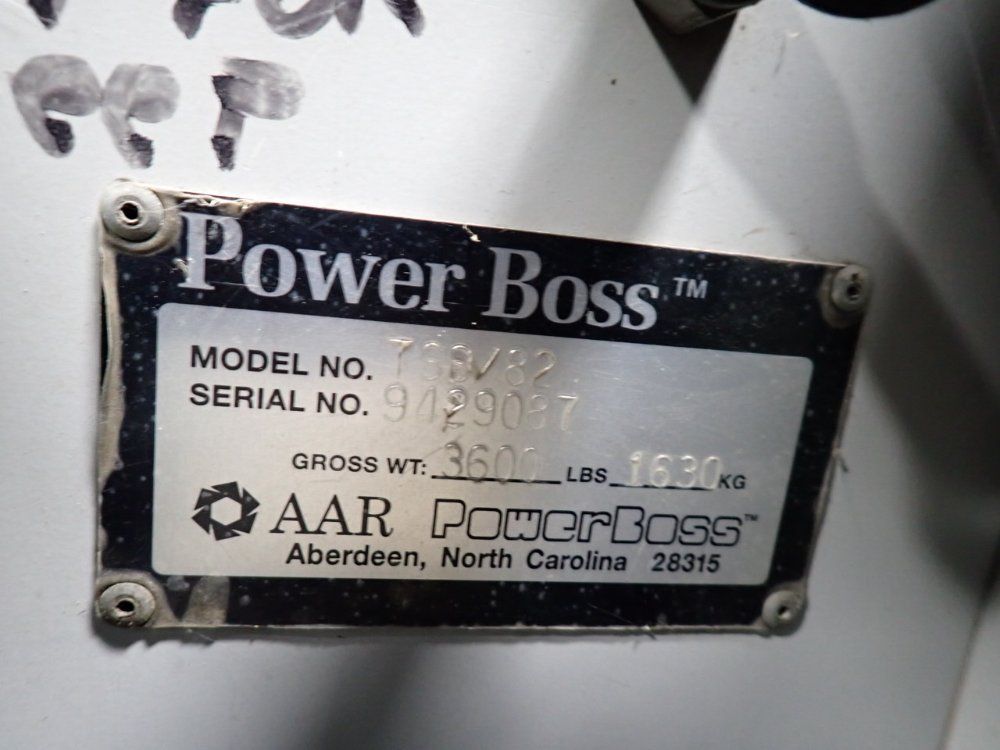 Power Boss™
MODEL NO. TSS/82
SERIAL NO. 9429087
GROSS WT: 3600 LBS 1630 KG
AAR PowerBoss™
Aberdeen, North Carolina 28315